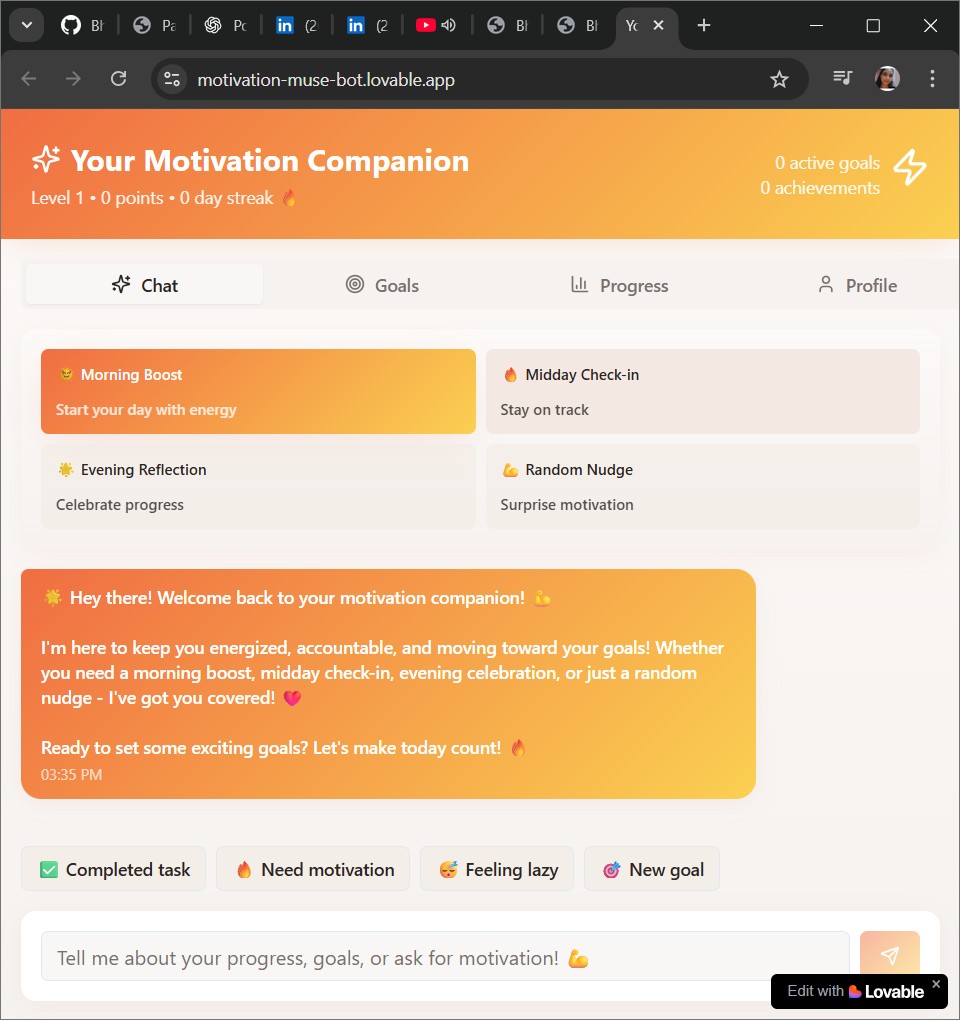 Bh
Pa
Po
(2
(2
Bh
Bh
Yo
motivation-muse-bot.lovable.app
Your Motivation Companion
Level 1 • 0 points • 0 day streak 🔥
0 active goals
0 achievements
Chat
Goals
Progress
Profile
Morning Boost
Start your day with energy
🔥 Midday Check-in
Stay on track
🌟 Evening Reflection
Celebrate progress
💪 Random Nudge
Surprise motivation
🌟 Hey there! Welcome back to your motivation companion! 💪
I'm here to keep you energized, accountable, and moving toward your goals! Whether
you need a morning boost, midday check-in, evening celebration, or just a random
nudge - I've got you covered! 💖
Ready to set some exciting goals? Let's make today count! 🔥
03:35 PM
✅ Completed task
🔥 Need motivation
😴 Feeling lazy
🎯 New goal
Tell me about your progress, goals, or ask for motivation! 💪
Edit with Lovable